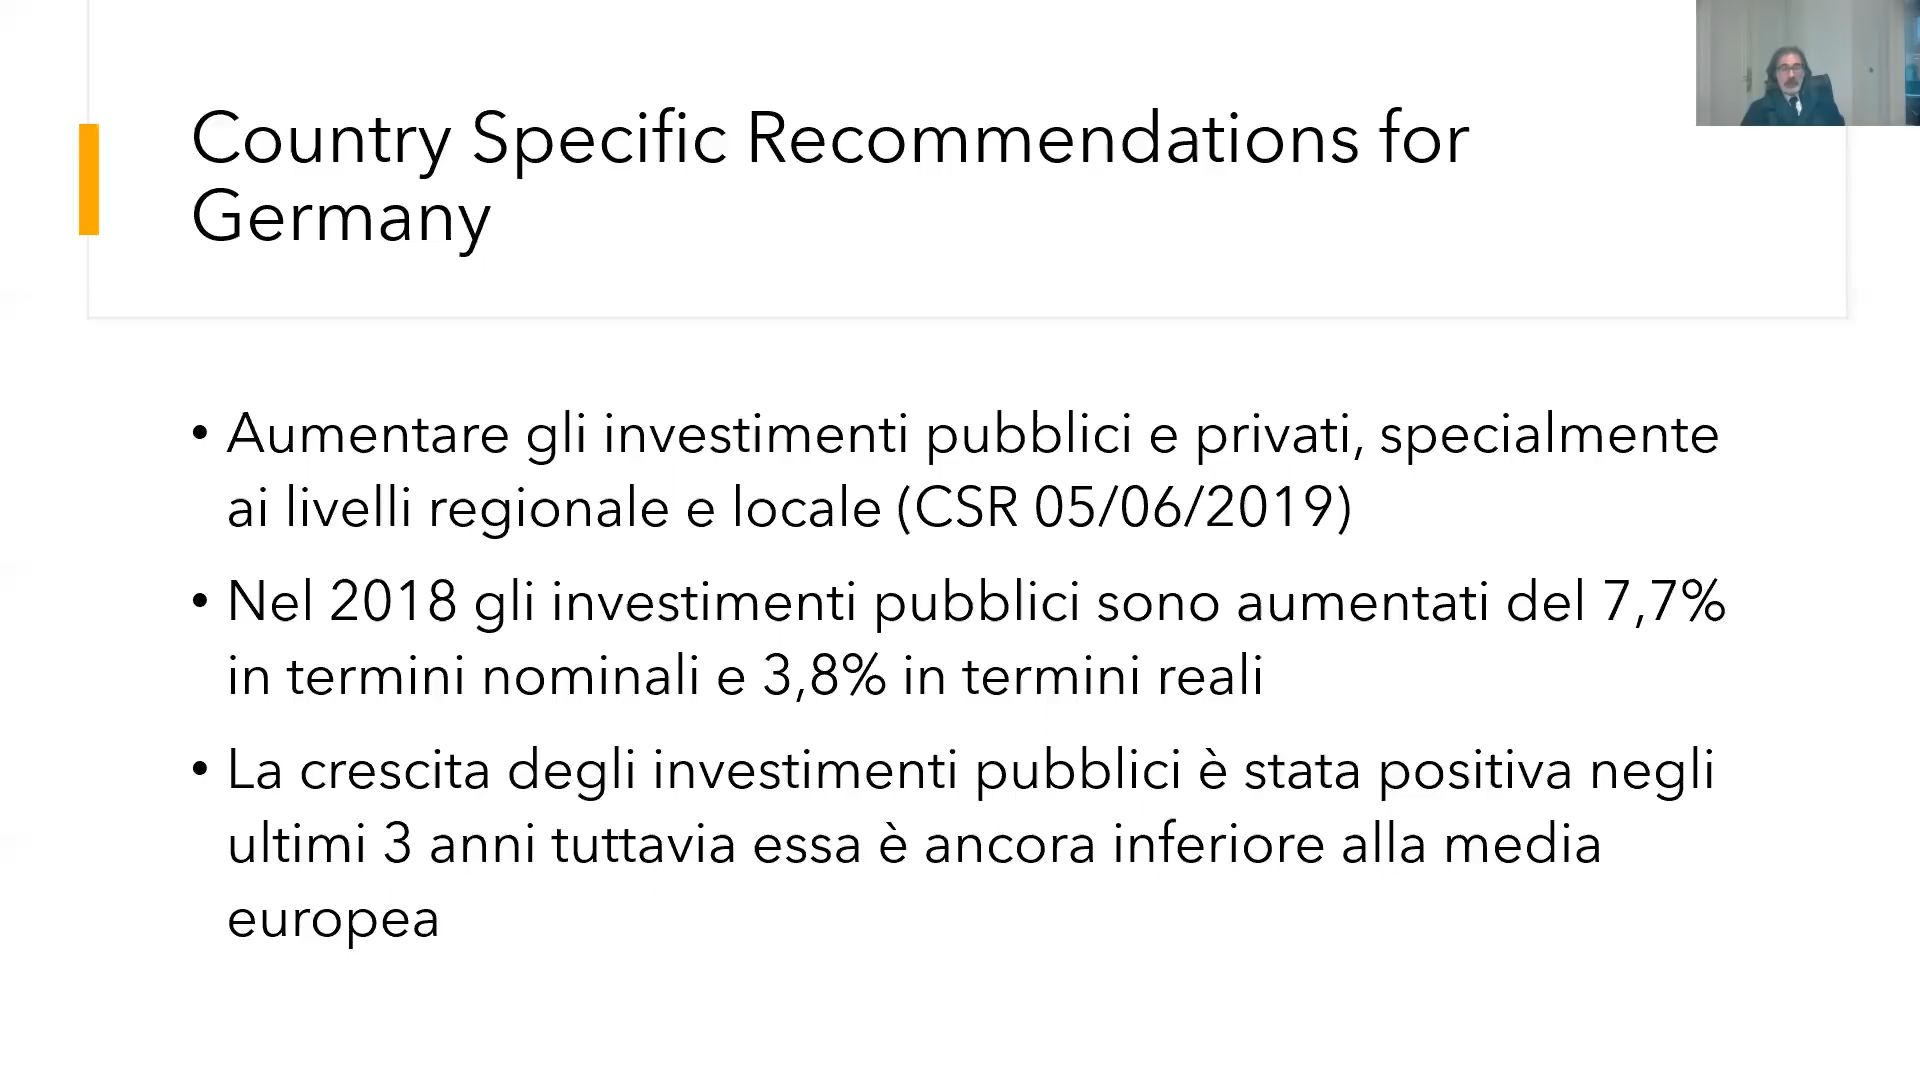 Country Specific Recommendations for
Germany
• Aumentare gli investimenti pubblici e privati, specialmente
ai livelli regionale e locale (CSR 05/06/2019)
• Nel 2018 gli investimenti pubblici sono aumentati del 7,7%
in termini nominali e 3,8% in termini reali
• La crescita degli investimenti pubblici è stata positiva negli
ultimi 3 anni tuttavia essa è ancora inferiore alla media
europea